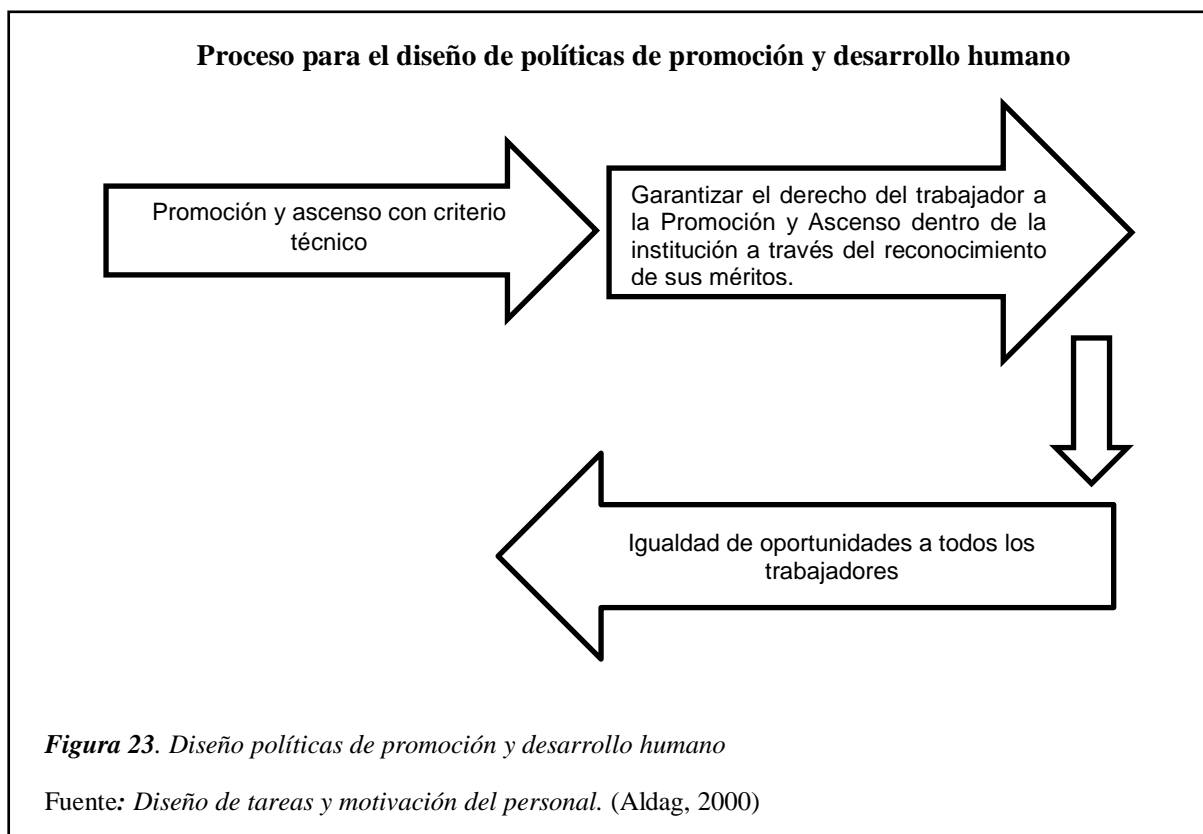 Proceso para el diseño de políticas de promoción y desarrollo humano
Promoción y ascenso con criterio
técnico
Garantizar el derecho del trabajador a
la Promoción y Ascenso dentro de la
institución a través del reconocimiento
de sus méritos.
Igualdad de oportunidades a todos los
trabajadores
Figura 23. Diseño políticas de promoción y desarrollo humano
Fuente: Diseño de tareas y motivación del personal. (Aldag, 2000)